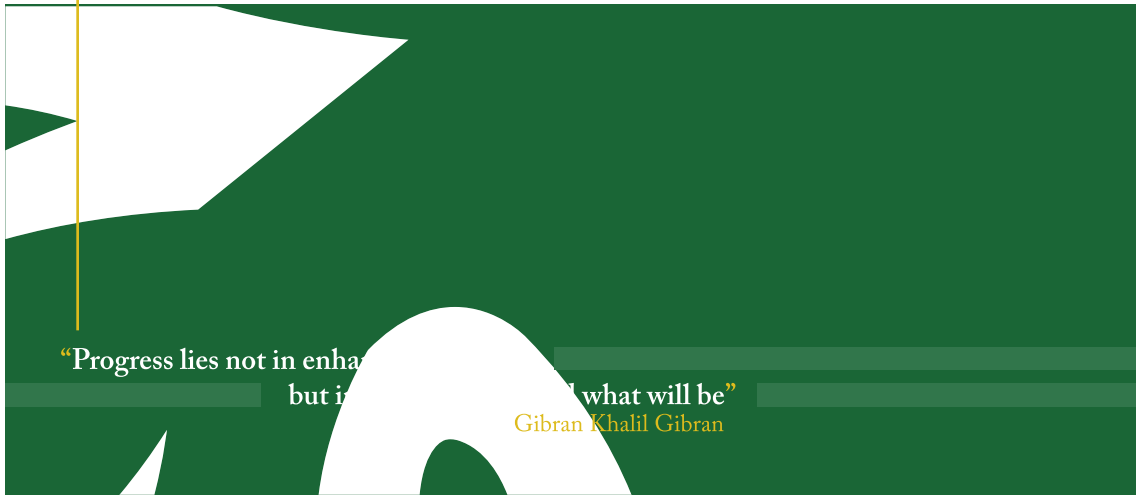 “Progress lies not in enha
but i what will be”
Gibran Khalil Gibran